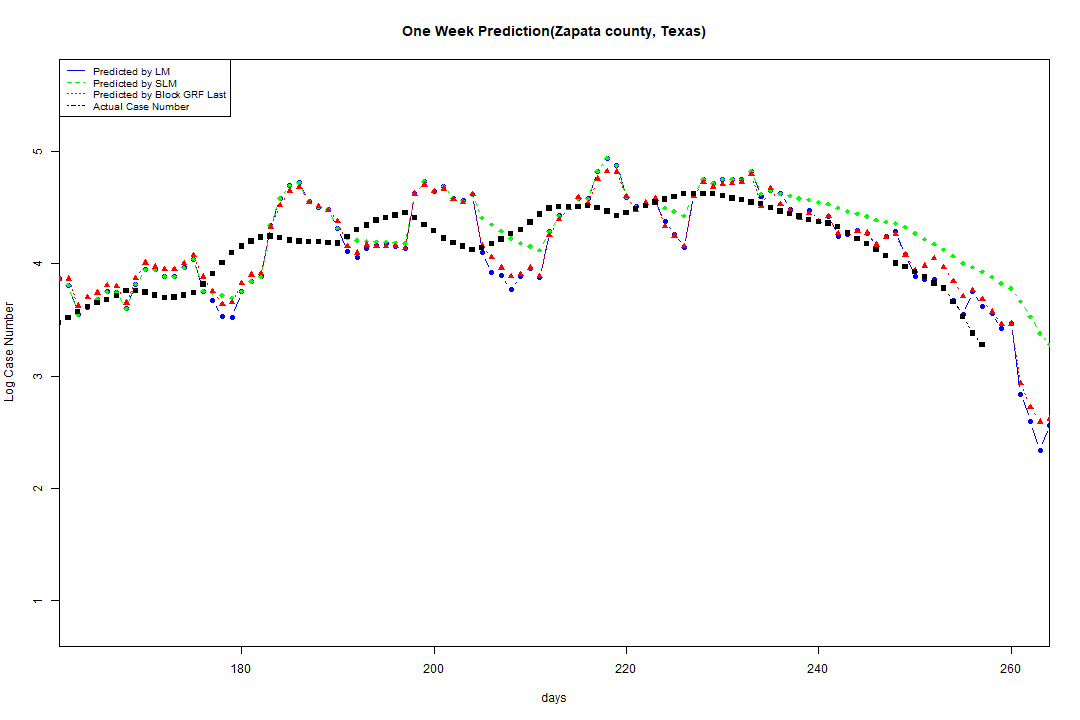 One Week Prediction(Zapata county, Texas)
Predicted by LM
Predicted by SLM
Predicted by Block GRF Last
Actual Case Number
5
4
3
2
1
Log Case Number
180 200 220 240 260
days